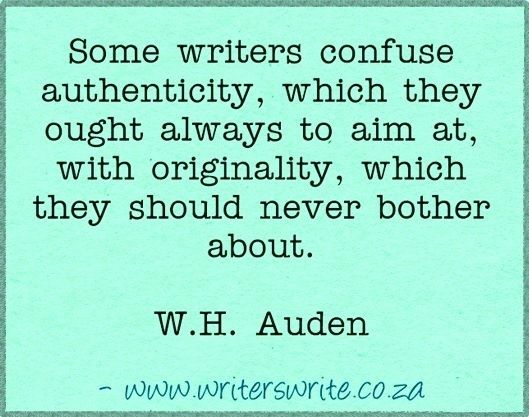 Some writers confuse
authenticity, which they
ought always to aim at,
with originality, which
they should never bother
about.
W.H. Auden
- www.writerswrite.co.za